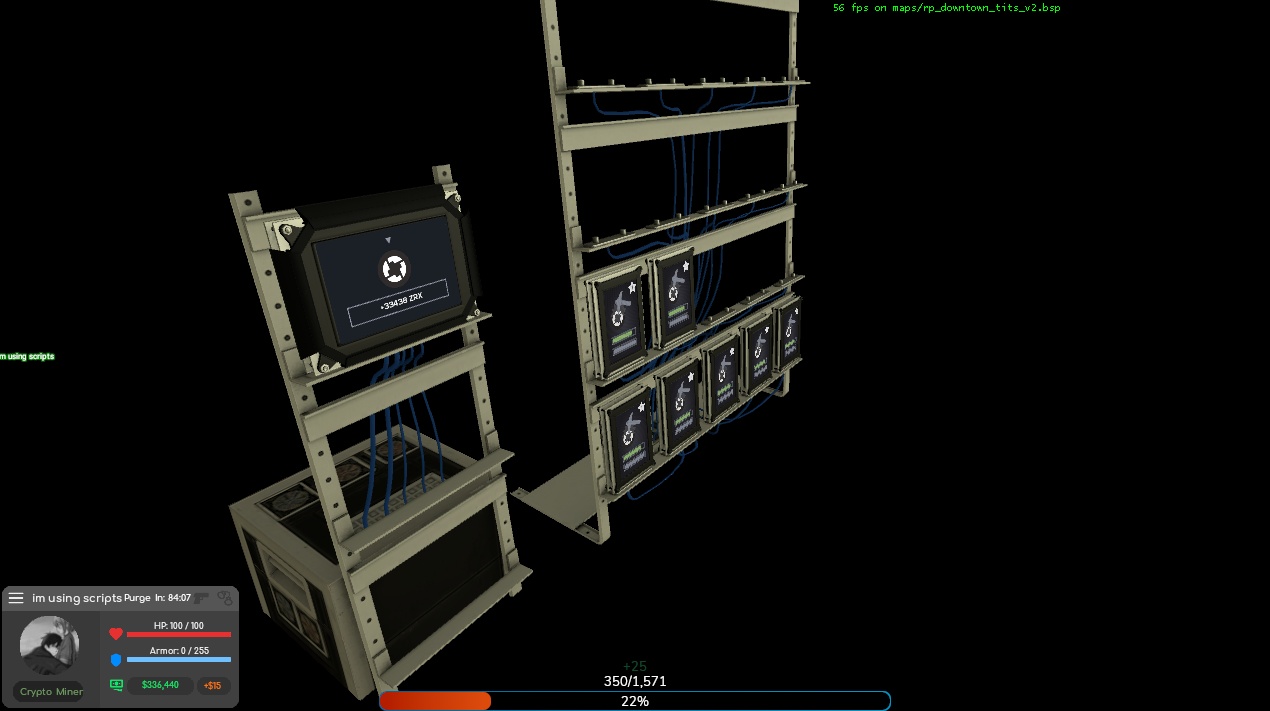 56 fps on maps/rp_downtown_tits_v2.bsp
+33438 ZRX
m using scripts
im using scripts Purge In: 84:07
HP: 100 / 100
Armor: 0 / 255
Crypto Miner
$336,440
+$15
+25
350/1,571
22%